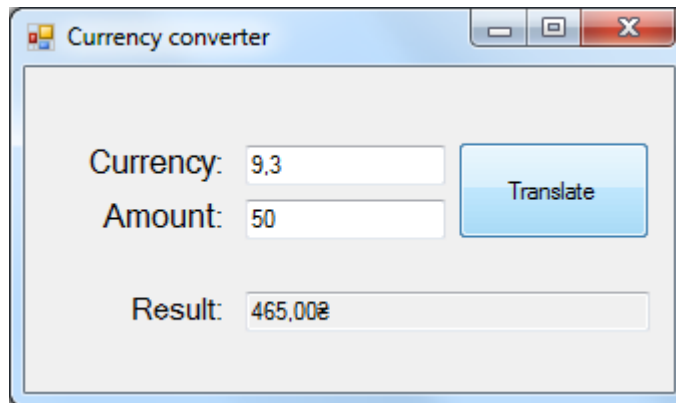 Currency converter
Currency: 9,3
Translate
Amount: 50
Result: 465,00₴